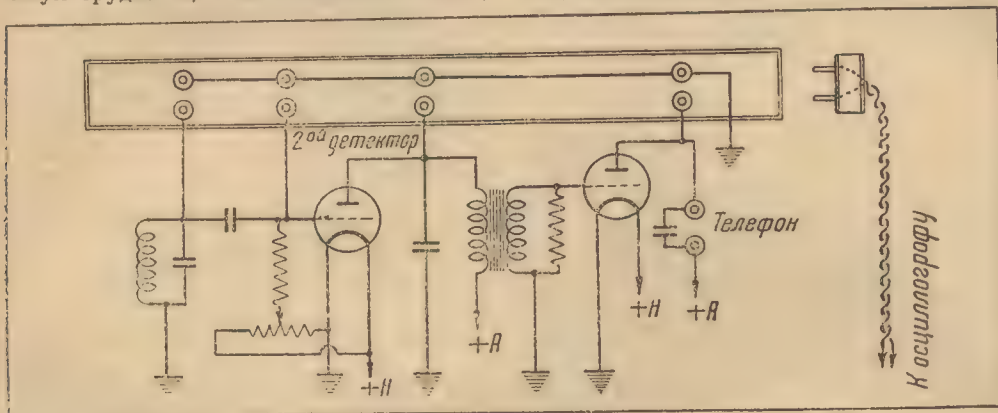 2ой детектор
Телефон
+Н
+А
+Н
+А
К осциллографу